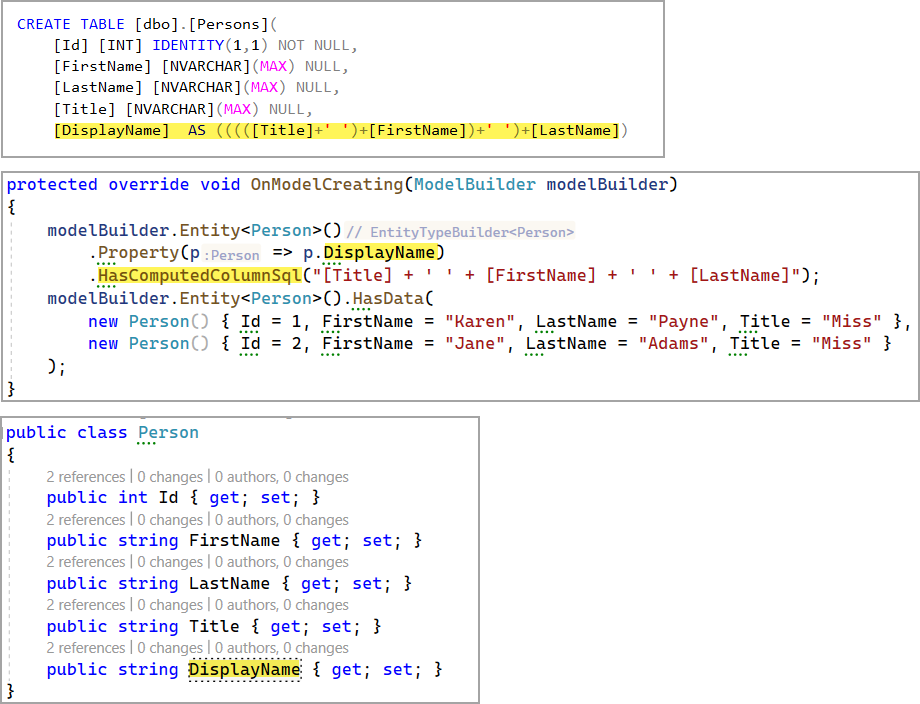 CREATE TABLE [dbo].[Persons](
[Id] [INT] IDENTITY(1,1) NOT NULL,
[FirstName] [NVARCHAR](MAX) NULL,
[LastName] [NVARCHAR](MAX) NULL,
[Title] [NVARCHAR](MAX) NULL,
[DisplayName]  AS (((([Title]+' ')+[FirstName])+' ')+[LastName])
protected override void OnModelCreating(ModelBuilder modelBuilder)
{
modelBuilder.Entity<Person>() // EntityTypeBuilder<Person>
.Property(p :Person => p.DisplayName)
.HasComputedColumnSql("[Title] + ' ' + [FirstName] + ' ' + [LastName]");
modelBuilder.Entity<Person>().HasData(
new Person() { Id = 1, FirstName = "Karen", LastName = "Payne", Title = "Miss" },
new Person() { Id = 2, FirstName = "Jane", LastName = "Adams", Title = "Miss" }
);
}
public class Person
{
2 references | 0 changes | 0 authors, 0 changes
public int Id { get; set; }
2 references | 0 changes | 0 authors, 0 changes
public string FirstName { get; set; }
2 references | 0 changes | 0 authors, 0 changes
public string LastName { get; set; }
2 references | 0 changes | 0 authors, 0 changes
public string Title { get; set; }
2 references | 0 changes | 0 authors, 0 changes
public string DisplayName { get; set; }
}